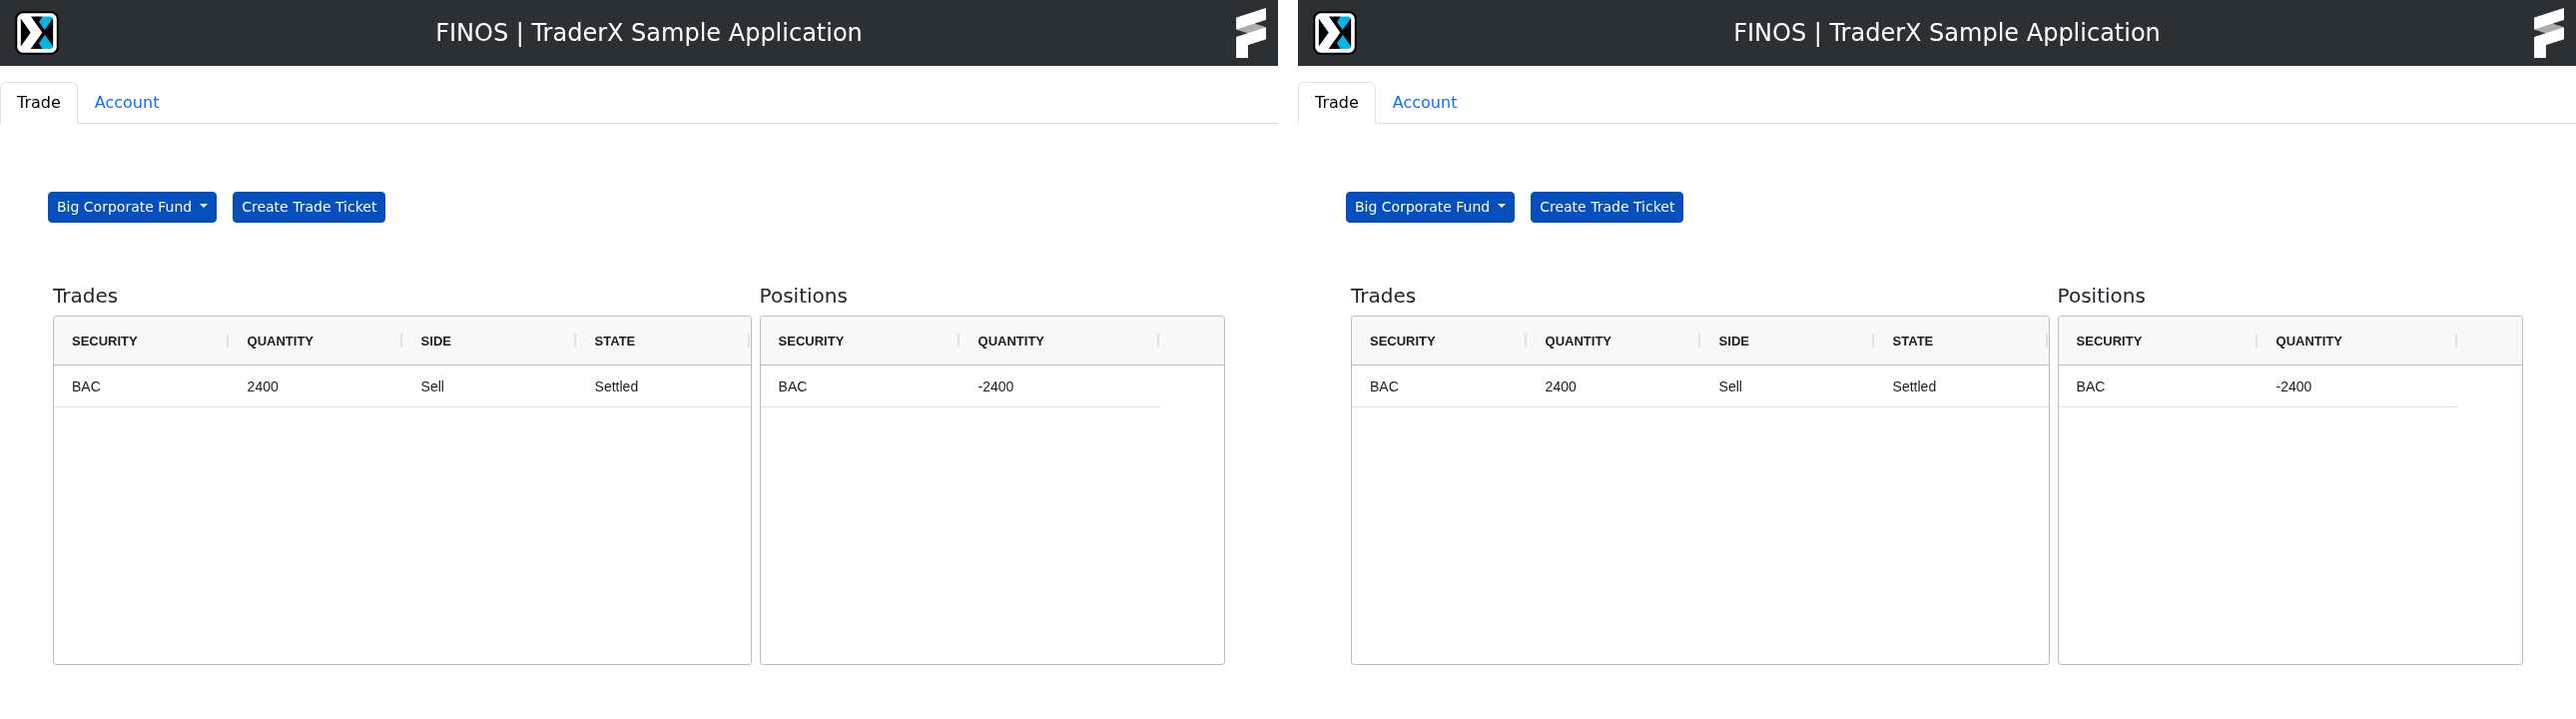 FINOS | TraderX Sample Application
Trade Account
Big Corporate Fund Create Trade Ticket
Trades Positions
SECURITY QUANTITY SIDE STATE SECURITY QUANTITY
BAC 2400 Sell Settled BAC -2400
FINOS | TraderX Sample Application
Trade Account
Big Corporate Fund Create Trade Ticket
Trades Positions
SECURITY QUANTITY SIDE STATE SECURITY QUANTITY
BAC 2400 Sell Settled BAC -2400